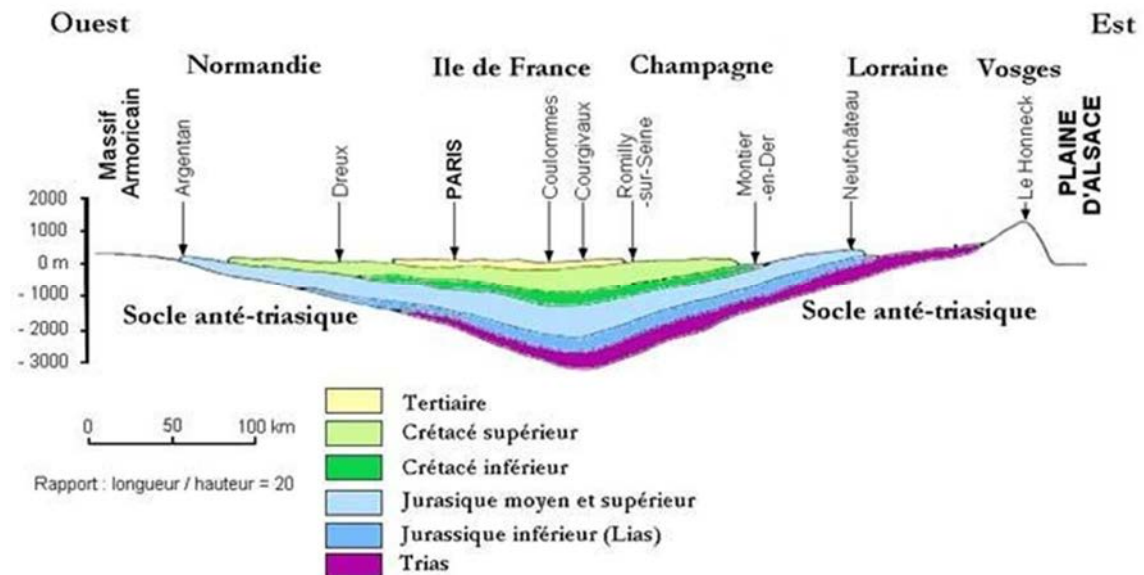 Ouest
Est
Normandie
Ile de France
Champagne
Lorraine
Vosges
Massif
Amoricain
Argentan
Dreux
PARIS
Coulommes
Courgivaux
Romilly
-sur-Seine
Montier
-en-Der
Neufchâteau
Le Honneck
PLAINE
D'ALSACE
2000
1000
0 m
- 1000
- 2000
- 3000
Socle anté-triasique
Socle anté-triasique
0 50 100 km
Rapport : longueur / hauteur = 20
Tertiaire
Crétacé supérieur
Crétacé inférieur
Jurasique moyen et supérieur
Jurassique inférieur (Lias)
Trias